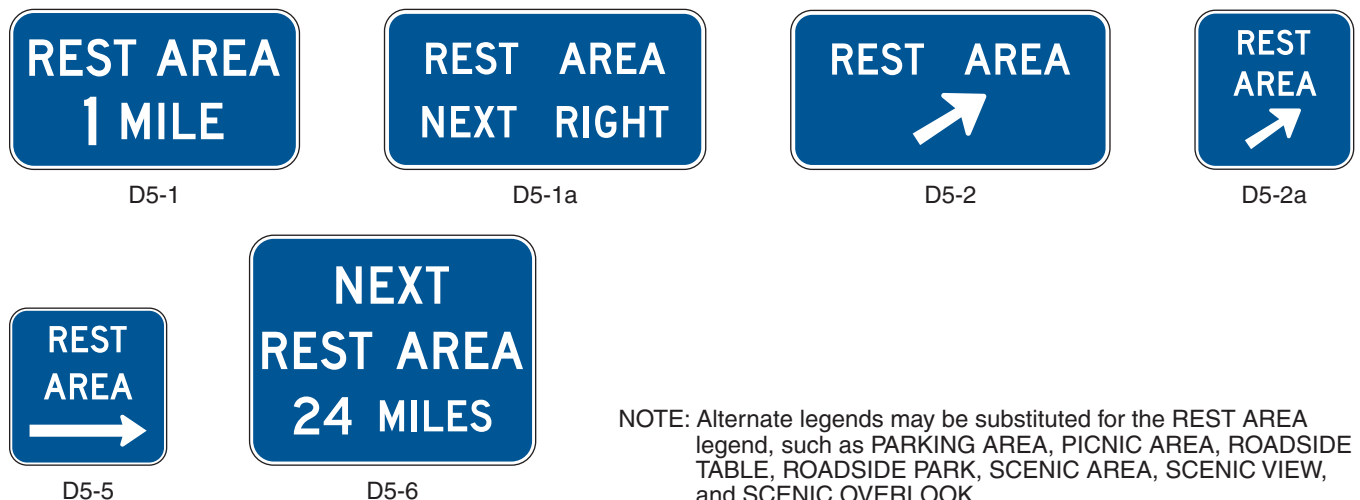 REST AREA
1 MILE
D5-1
REST AREA
NEXT RIGHT
D5-1a
REST AREA
D5-2
REST
AREA
D5-2a
REST
AREA
D5-5
NEXT
REST AREA
24 MILES
D5-6
NOTE: Alternate legends may be substituted for the REST AREA
legend, such as PARKING AREA, PICNIC AREA, ROADSIDE
TABLE, ROADSIDE PARK, SCENIC AREA, SCENIC VIEW,
and SCENIC OVERLOOK